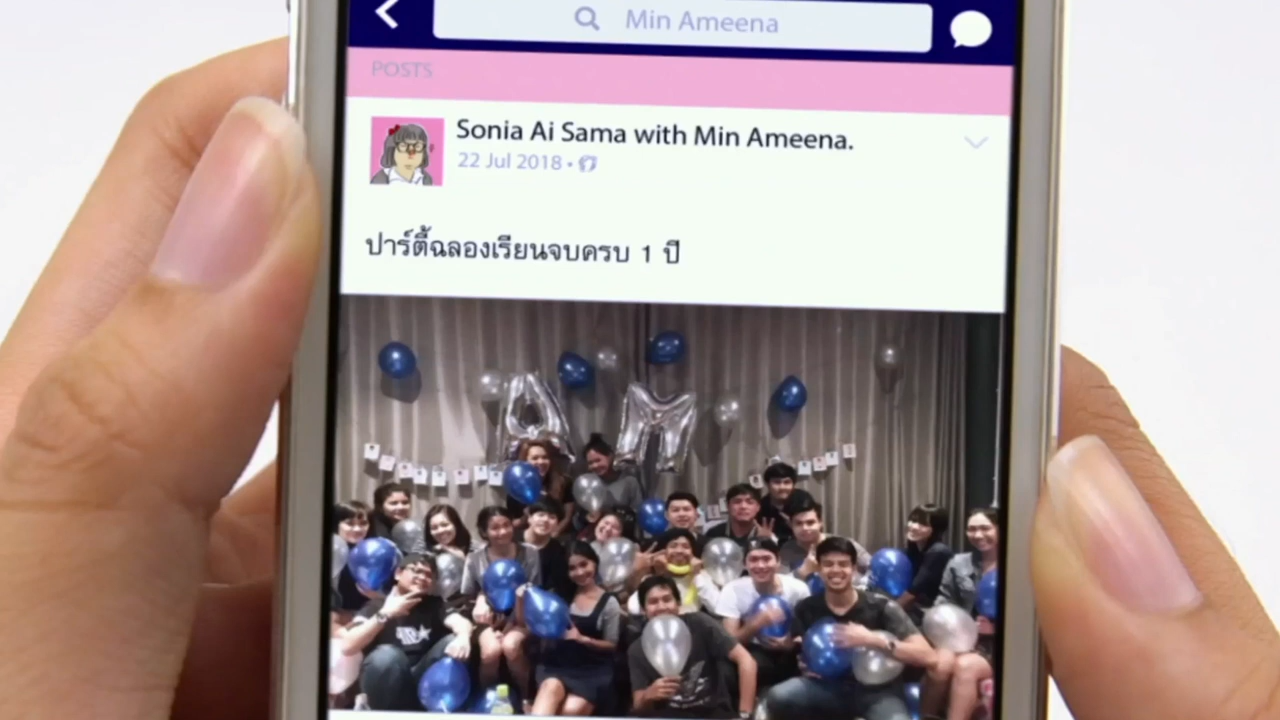 Min Ameena
POSTS
Sonia Ai Sama with Min Ameena.
22 Jul 2018 •
ปาร์ตี้ฉลองเรียนจบครบ 1 ปี
A M